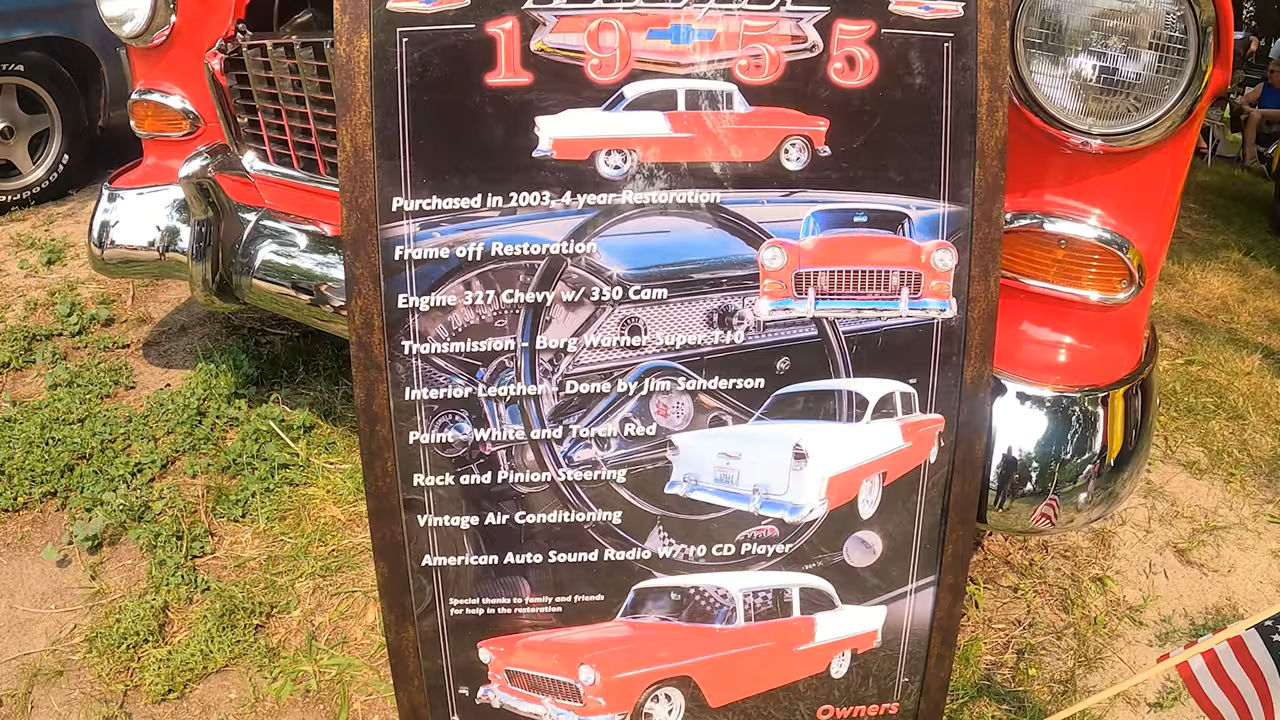 1955
Purchased in 2003, 4 year Restoration
Frame off Restoration
Engine 327 Chevy w/ 350 Cam
Transmission - Borg Warner Super T10
Interior Leather - Done by Jim Sanderson
Paint - White and Torch Red
Rack and Pinion Steering
Vintage Air Conditioning
American Auto Sound Radio W/ 10 CD Player
Special thanks to family and friends
for help in the restoration
Owners